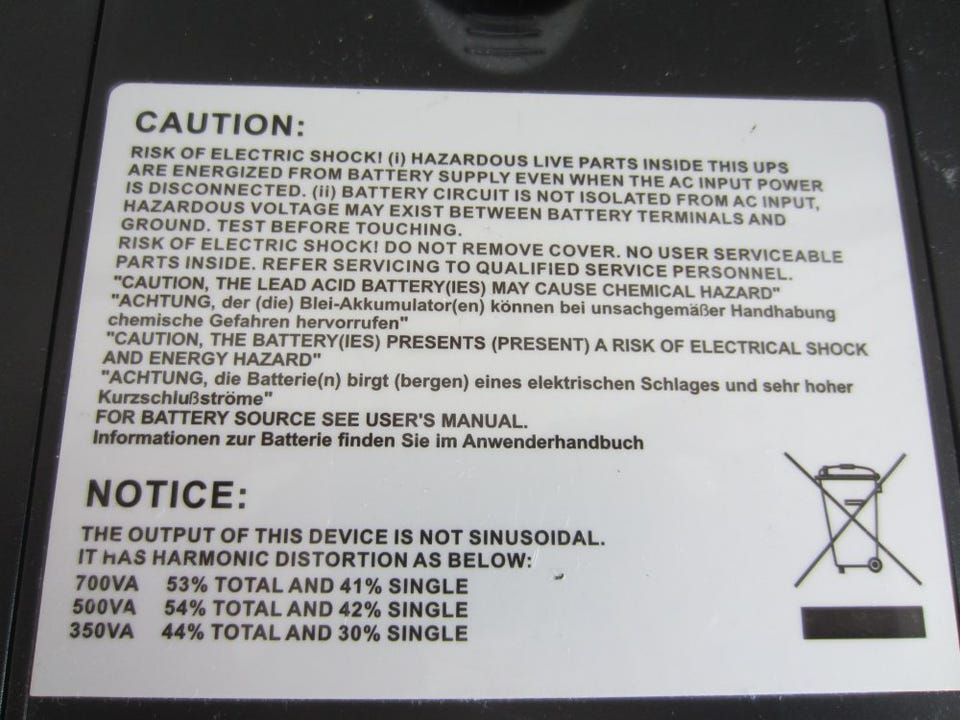 CAUTION:
RISK OF ELECTRIC SHOCK! (i) HAZARDOUS LIVE PARTS INSIDE THIS UPS
ARE ENERGIZED FROM BATTERY SUPPLY EVEN WHEN THE AC INPUT POWER
IS DISCONNECTED. (ii) BATTERY CIRCUIT IS NOT ISOLATED FROM AC INPUT,
HAZARDOUS VOLTAGE MAY EXIST BETWEEN BATTERY TERMINALS AND
GROUND. TEST BEFORE TOUCHING.
RISK OF ELECTRIC SHOCK! DO NOT REMOVE COVER. NO USER SERVICEABLE
PARTS INSIDE. REFER SERVICING TO QUALIFIED SERVICE PERSONNEL.
"CAUTION, THE LEAD ACID BATTERY(IES) MAY CAUSE CHEMICAL HAZARD"
"ACHTUNG, der (die) Blei-Akkumulator(en) können bei unsachgemäßer Handhabung
chemische Gefahren hervorrufen"
"CAUTION, THE BATTERY(IES) PRESENTS (PRESENT) A RISK OF ELECTRICAL SHOCK
AND ENERGY HAZARD"
"ACHTUNG, die Batterie(n) birgt (bergen) eines elektrischen Schlages und sehr hoher
Kurzschlußströme"
FOR BATTERY SOURCE SEE USER'S MANUAL.
Informationen zur Batterie finden Sie im Anwenderhandbuch
NOTICE:
THE OUTPUT OF THIS DEVICE IS NOT SINUSOIDAL.
IT HAS HARMONIC DISTORTION AS BELOW:
700VA 53% TOTAL AND 41% SINGLE
500VA 54% TOTAL AND 42% SINGLE
350VA 44% TOTAL AND 30% SINGLE